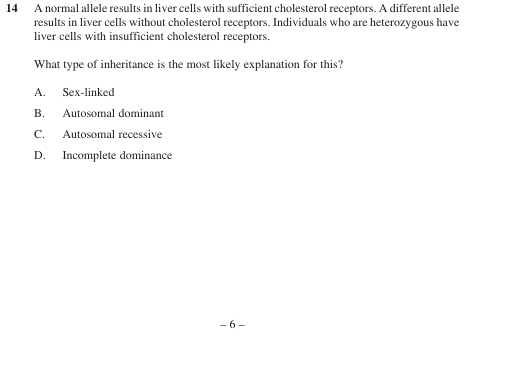 14 A normal allele results in liver cells with sufficient cholesterol receptors. A different allele
results in liver cells without cholesterol receptors. Individuals who are heterozygous have
liver cells with insufficient cholesterol receptors.
What type of inheritance is the most likely explanation for this?
A. Sex-linked
B. Autosomal dominant
C. Autosomal recessive
D. Incomplete dominance
– 6 –